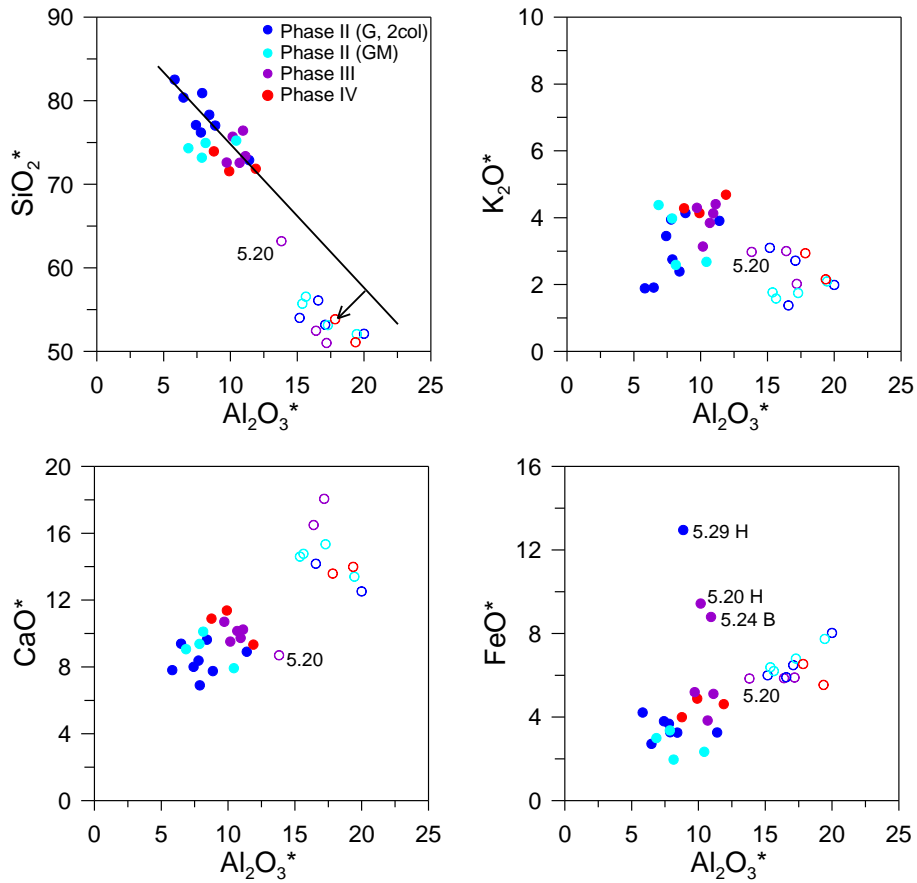 90
80
70
60
50
SiO2*
0 5 10 15 20 25
Al2O3*
Phase II (G, 2col)
Phase II (GM)
Phase III
Phase IV
5.20
10
8
6
4
2
0
K2O*
0 5 10 15 20 25
Al2O3*
5.20
20
16
12
8
4
0
CaO*
0 5 10 15 20 25
Al2O3*
5.20
16
12
8
4
0
FeO*
0 5 10 15 20 25
Al2O3*
5.29 H
5.20 H
5.24 B
5.20